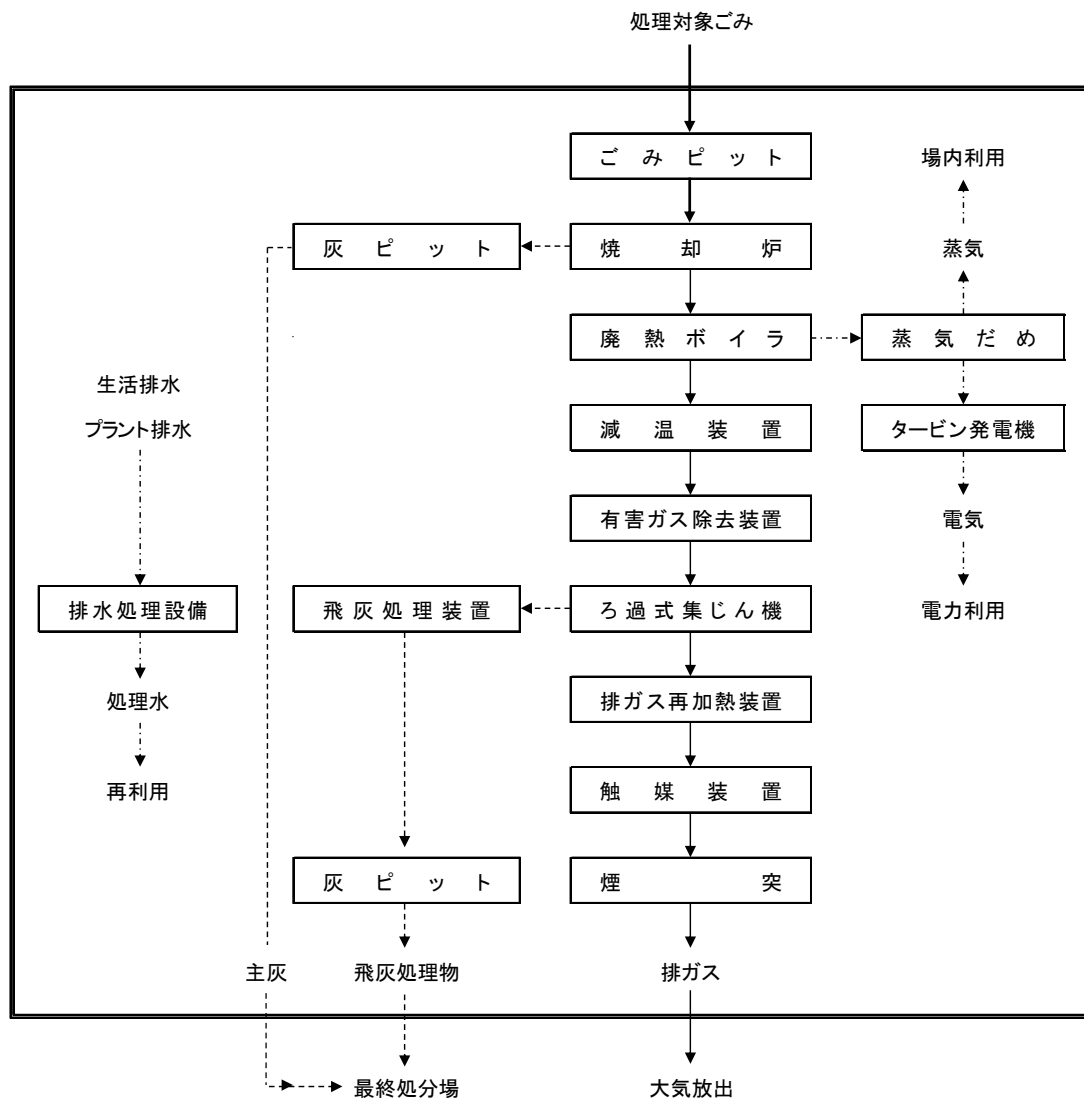 処理対象ごみ
ごみピット
場内利用
灰ピット
焼却炉
蒸気
廃熱ボイラ
蒸気だめ
生活排水
プラント排水
減温装置
タービン発電機
有害ガス除去装置
電気
排水処理設備
飛灰処理装置
ろ過式集じん機
電力利用
処理水
排ガス再加熱装置
再利用
触媒装置
灰ピット
煙突
主灰
飛灰処理物
排ガス
最終処分場
大気放出